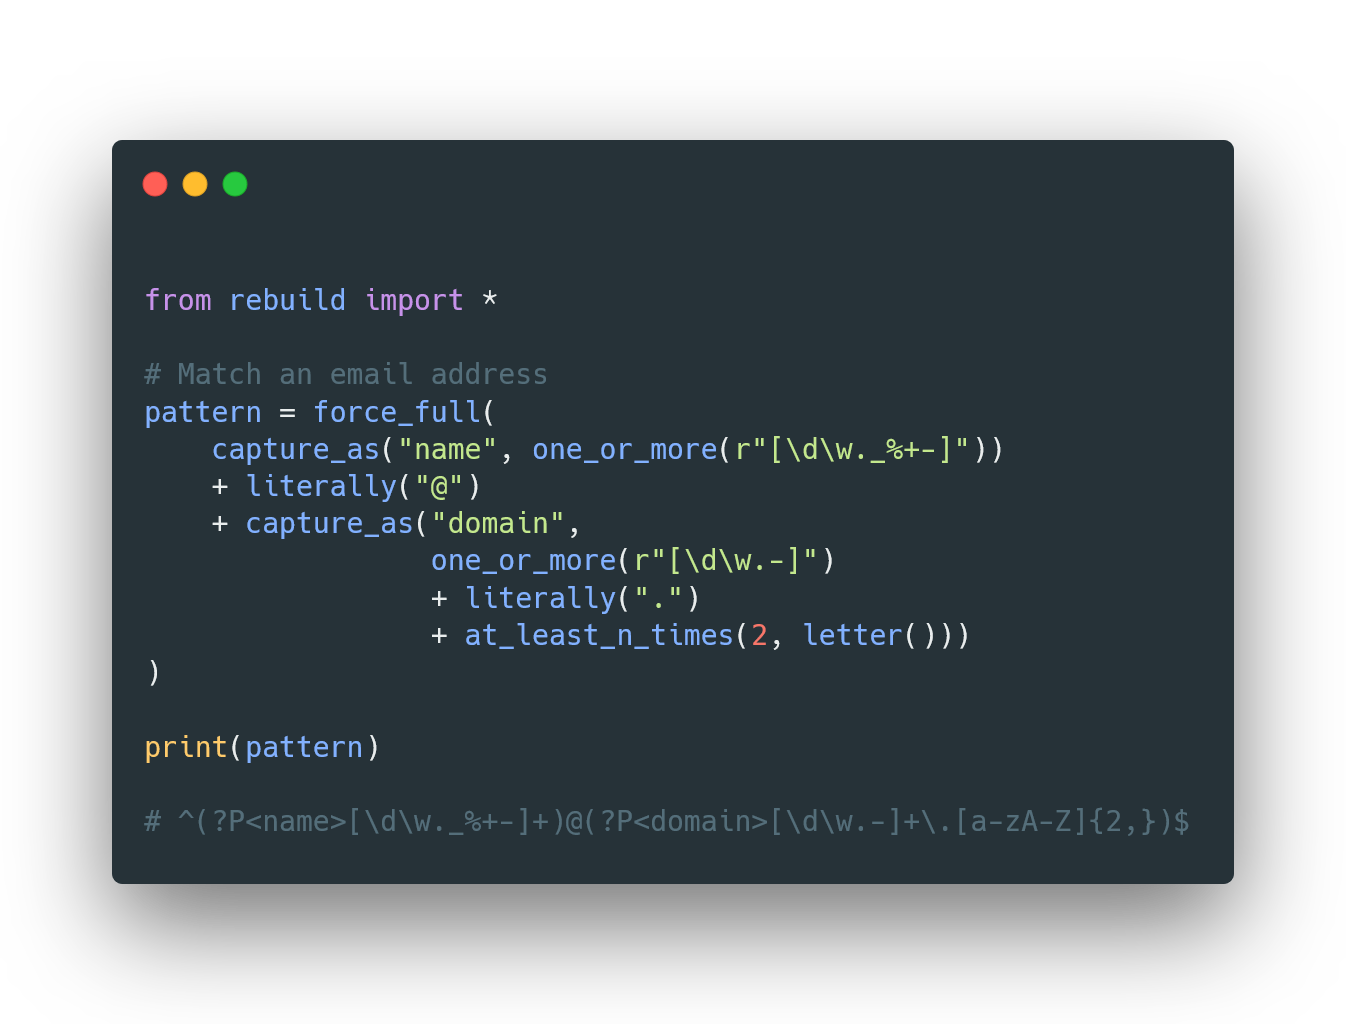 from rebuild import *
# Match an email address
pattern = force_full(
    capture_as("name", one_or_more(r"[\d\w._%+-]"))
    + literally("@")
    + capture_as("domain",
                 one_or_more(r"[\d\w.-]")
                 + literally(".")
                 + at_least_n_times(2, letter()))
)
print(pattern)
# ^(?P<name>[\d\w._%+-]+)@(?P<domain>[\d\w.-]+\.[a-zA-Z]{2,})$